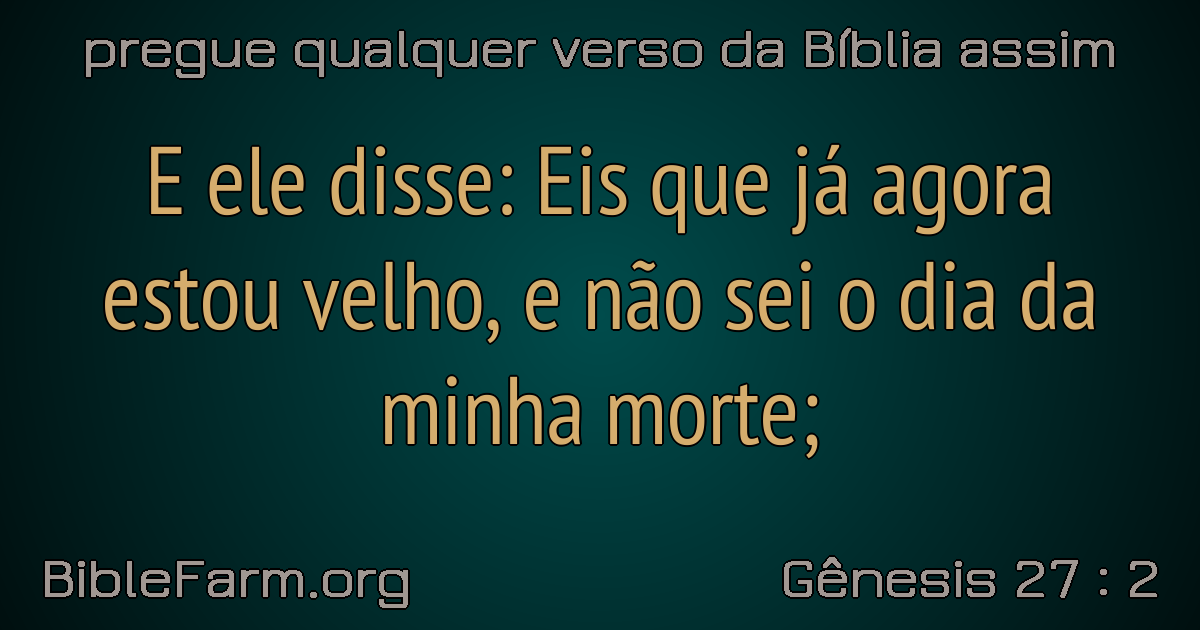 pregue qualquer verso da Bíblia assim
E ele disse: Eis que já agora
estou velho, e não sei o dia da
minha morte;
BibleFarm.org
Gênesis 27 : 2